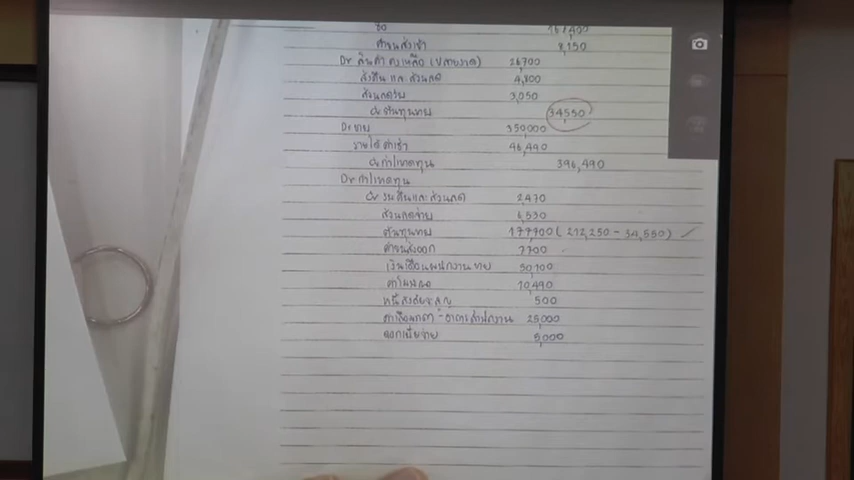 ซื้อ 167,400
ค่าขนส่งเข้า 8,150
Dr สินค้าคงเหลือ (ปลายงวด) 26,700
ส่งคืน และ ส่วนลด 4,800
ส่วนลดรับ 3,050
Cr ต้นทุนขาย 34550
Dr ขาย 350,000
รายได้ค่าเช่า 46,490
Cr กำไรขาดทุน 396,490
Dr กำไรขาดทุน
Cr รับคืนและส่วนลด 2,470
ส่วนลดจ่าย 6,530
ต้นทุนขาย 177700 ( 212,250 - 34,550 ) ✓
ค่าขนส่งออก 7700
เงินเดือนพนักงานขาย 50,100
ค่าโฆษณา 10,490
หนี้สงสัยจะสูญ 500
ค่าเสื่อมราคา - อาคารสำนักงาน 25,000
ดอกเบี้ยจ่าย 5,000